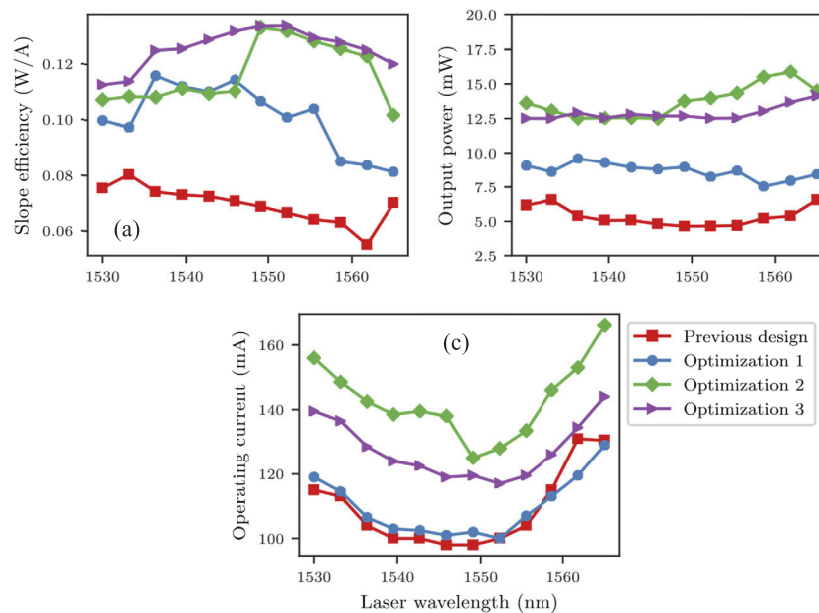 Slope efficiency (W/A)
0.12
0.10
0.08
0.06
(a)
1530
1540
1550
1560
Output power (mW)
20.0
17.5
15.0
12.5
10.0
7.5
5.0
2.5
1530
1540
1550
1560
Operating current (mA)
160
140
120
100
(c)
1530
1540
1550
1560
Laser wavelength (nm)
Previous design
Optimization 1
Optimization 2
Optimization 3